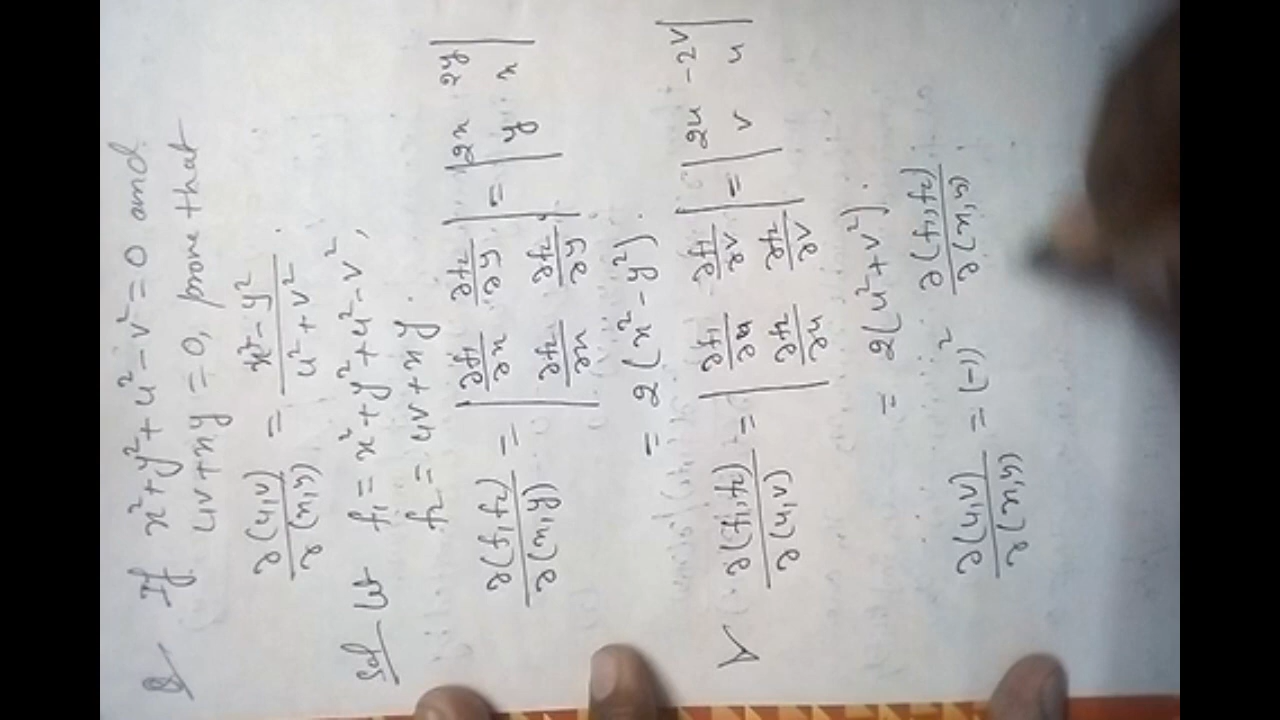 Q If x²+y²+u²-v²=0 and
uv+xy=0, prove that
∂(u,v)/∂(x,y) = x²-y²/u²+v².
Sol Let f₁ = x²+y²+u²-v²,
f₂ = uv+xy.
∂(f₁,f₂)/∂(x,y) = |∂f₁/∂x ∂f₂/∂y; ∂f₂/∂x ∂f₂/∂y| = |2x 2y; y x|
= 2(x²-y²)
∂(f₁,f₂)/∂(u,v) = |∂f₁/∂u ∂f₂/∂v; ∂f₂/∂u ∂f₂/∂v| = |2u -2v; v u|
= 2(u²+v²).
∂(u,v)/∂(x,y) = (-1)² ∂(f₁,f₂)/∂(x,y)